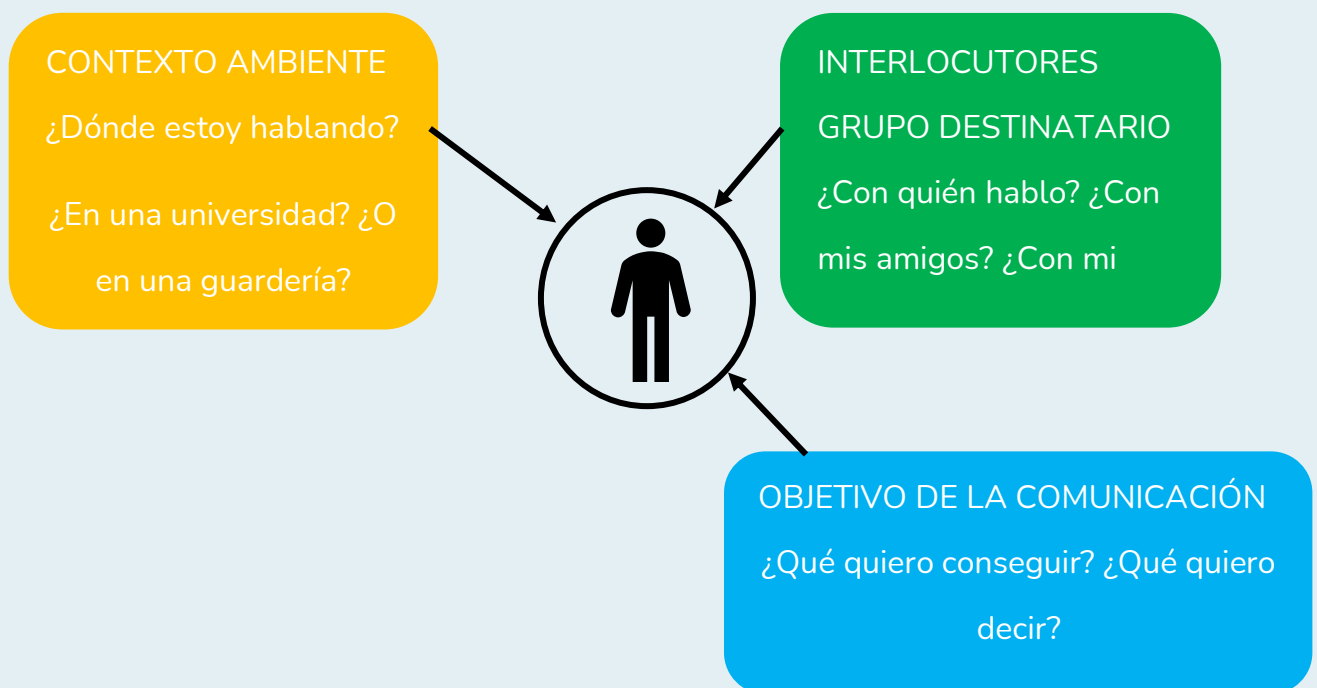 CONTEXTO AMBIENTE
¿Dónde estoy hablando?
¿En una universidad? ¿O
en una guardería?
INTERLOCUTORES
GRUPO DESTINATARIO
¿Con quién hablo? ¿Con
mis amigos? ¿Con mi
OBJETIVO DE LA COMUNICACIÓN
¿Qué quiero conseguir? ¿Qué quiero
decir?